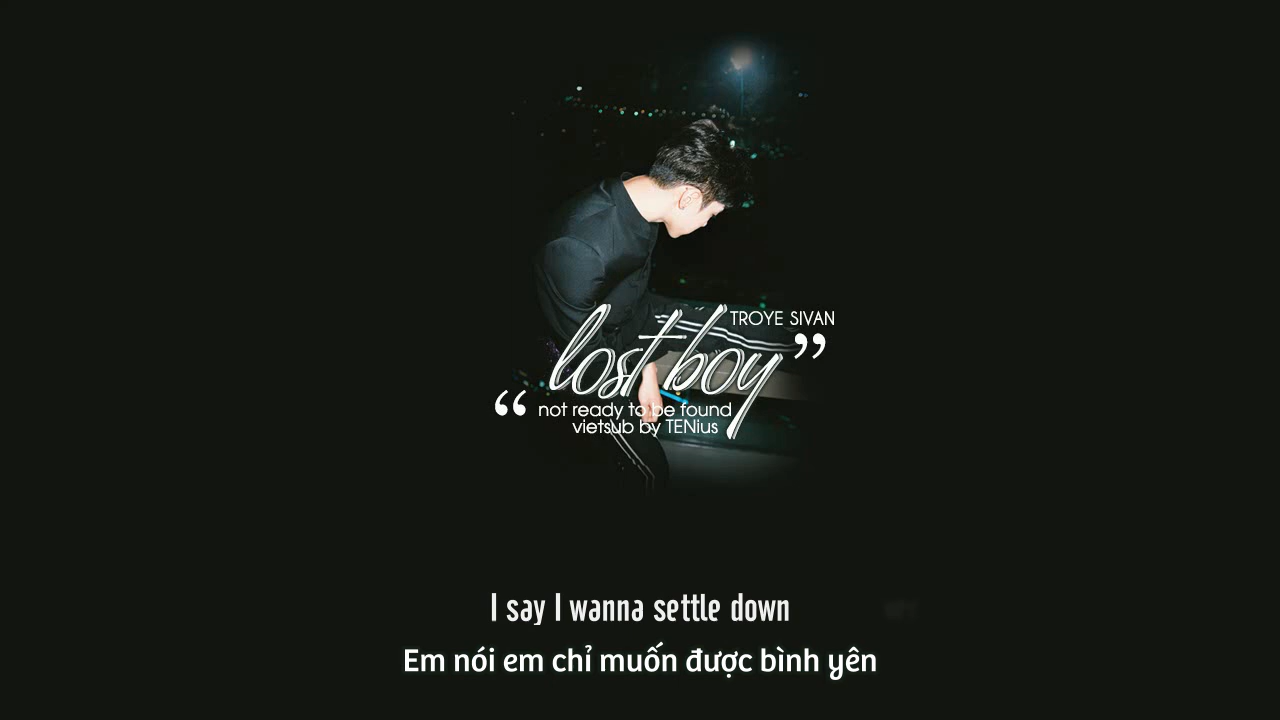 TROYE SIVAN
lost boy
”
“
not ready to be found
vietsub by TENius
I say I wanna settle down
Em nói em chỉ muốn được bình yên